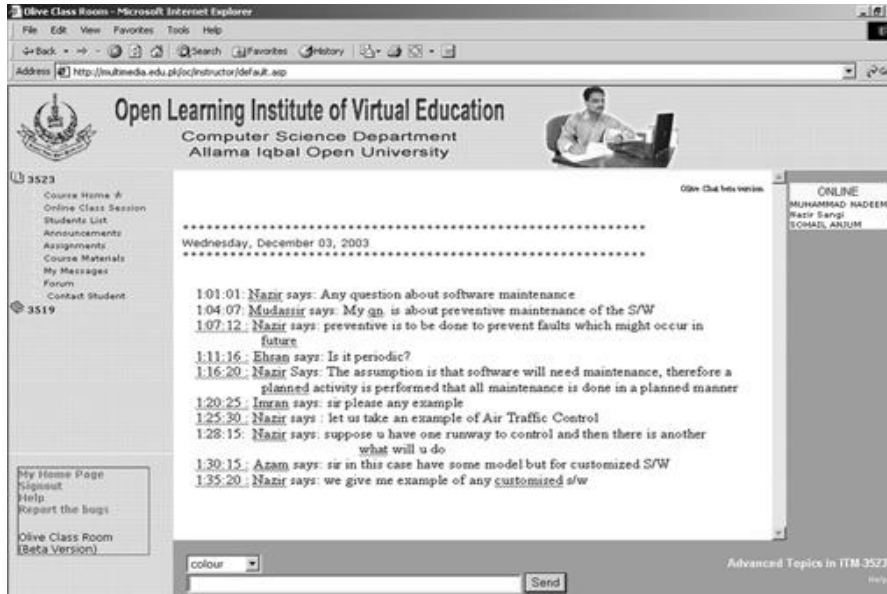 Olive Class Room - Microsoft Internet Explorer
File Edit View Favorites Tools Help
Back Search Favorites History
Address http://multimedia.edu.pk/oc/instructor/default.asp
Open Learning Institute of Virtual Education
Computer Science Department
Allama Iqbal Open University
3523
Course Home
Online Class Session
Students List
Announcements
Assignments
Course Materials
My Messages
Forum
Contact Student
3519
My Home Page
Signout
Help
Report the bugs
Olive Class Room
(Beta Version)
Olive Chat beta version
****************************************************************
Wednesday, December 03, 2003
****************************************************************
1:01:01: Nazir says: Any question about software maintenance
1:04:07: Mudassir says: My qn. is about preventive maintenance of the S/W
1:07:12 : Nazir says: preventive is to be done to prevent faults which might occur in
future
1:11:16 : Ehsan says: Is it periodic?
1:16:20 : Nazir Says: The assumption is that software will need maintenance, therefore a
planned activity is performed that all maintenance is done in a planned manner
1:20:25 : Imran says: sir please any example
1:25:30 : Nazir says : let us take an example of Air Traffic Control
1:28:15: Nazir says: suppose u have one runway to control and then there is another
what will u do
1:30:15 : Azam says: sir in this case have some model but for customized S/W
1:35:20 : Nazir says: we give me example of any customised s/w
ONLINE
MUHAMMAD NADEEM
Nazir Sangi
SOHAIL ANJUM
colour
Send
Advanced Topics in ITM-3523
Help